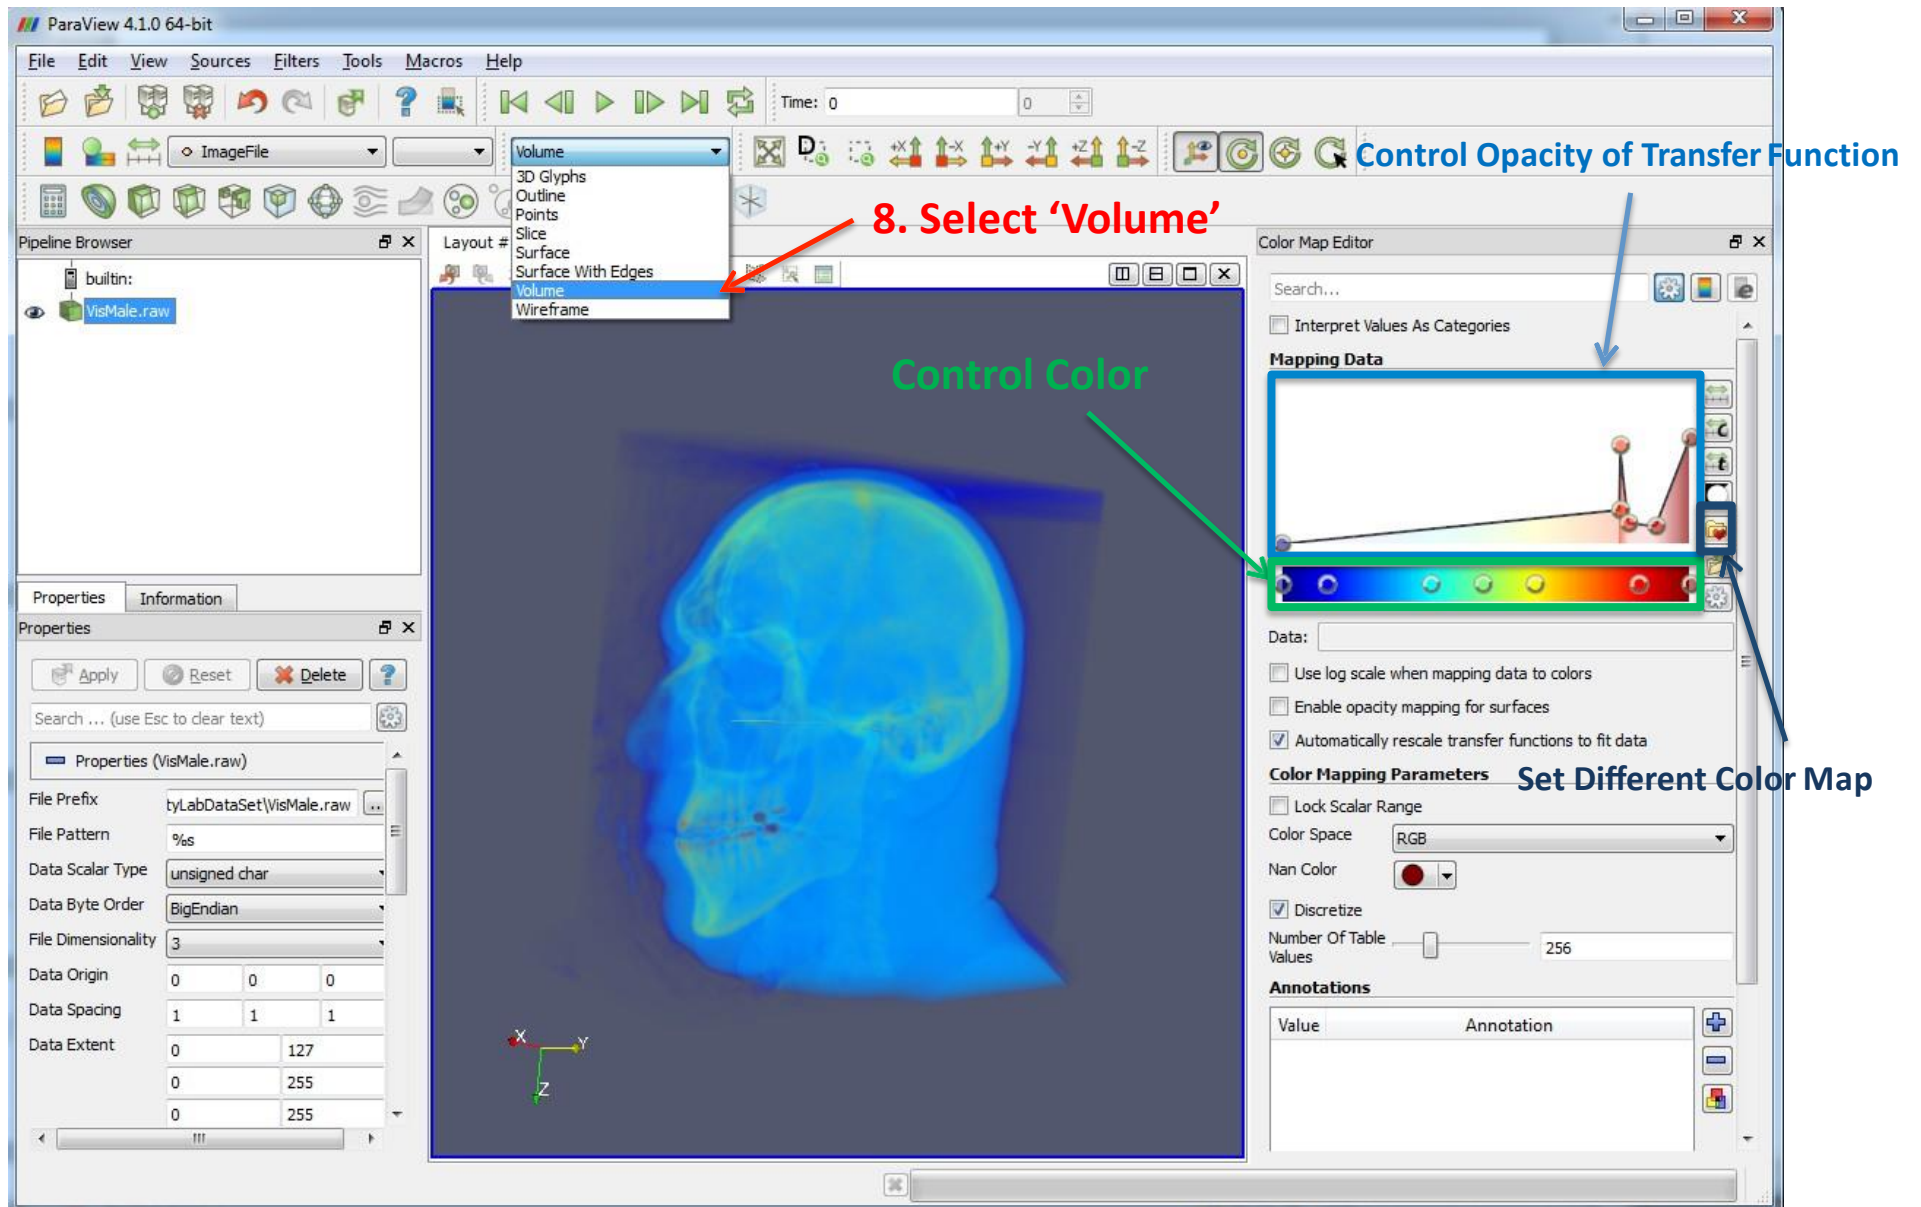 ParaView 4.1.0 64-bit
File Edit View Sources Filters Tools Macros Help
Time: 0 0
ImageFile Volume
Control Opacity of Transfer Function
3D Glyphs
Outline
Points
Slice
Surface
Surface With Edges
Volume
Wireframe
8. Select ‘Volume’
Pipeline Browser
builtin:
VisMale.raw
Layout #
Control Color
Color Map Editor
Search...
Interpret Values As Categories
Mapping Data
Data:
Use log scale when mapping data to colors
Enable opacity mapping for surfaces
Automatically rescale transfer functions to fit data
Color Mapping Parameters
Set Different Color Map
Lock Scalar Range
Color Space RGB
Nan Color
Discretize
Number Of Table Values 256
Annotations
Value Annotation
Properties Information
Properties
Apply Reset Delete
Search ... (use Esc to clear text)
Properties (VisMale.raw)
File Prefix tyLabDataSet\VisMale.raw ..
File Pattern %s
Data Scalar Type unsigned char
Data Byte Order BigEndian
File Dimensionality 3
Data Origin 0 0 0
Data Spacing 1 1 1
Data Extent 0 127
0 255
0 255
X Y
Z